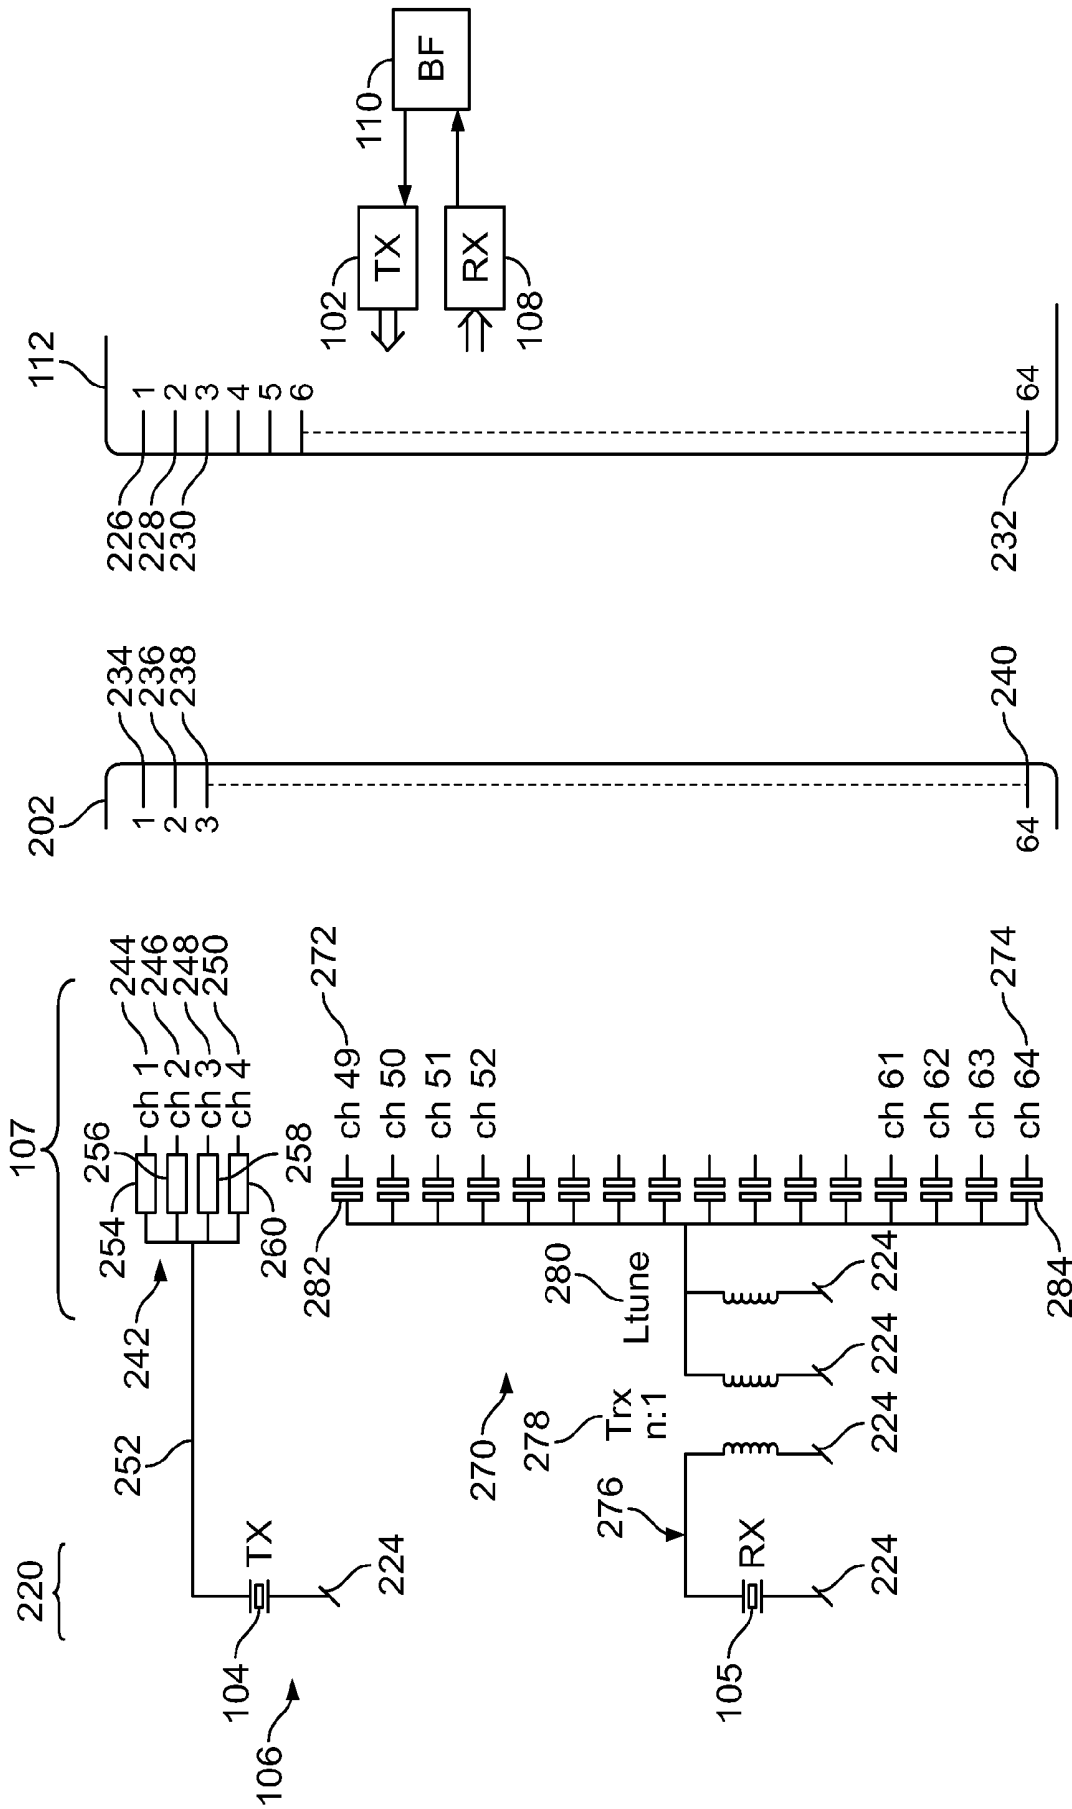 106
220
104
TX
224
252
242
107
254
256
258
260
ch 1
ch 2
ch 3
ch 4
244
246
248
250
105
RX
224
276
270
278
Trx
n:1
224
224
224
280
Ltune
282
284
ch 49
ch 50
ch 51
ch 52
ch 61
ch 62
ch 63
ch 64
272
274
202
1
2
3
64
234
236
238
240
226
228
230
232
112
1
2
3
4
5
6
64
102
TX
RX
108
110
BF